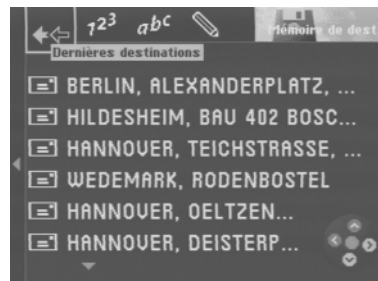 123 abc Mémoire de dest
Dernières destinations
BERLIN, ALEXANDERPLATZ, ...
HILDESHEIM, BAU 402 BOSC...
HANNOVER, TEICHSTRASSE, ...
WEDEMARK, RODENBOSTEL
HANNOVER, OELTZEN...
HANNOVER, DEISTERP...